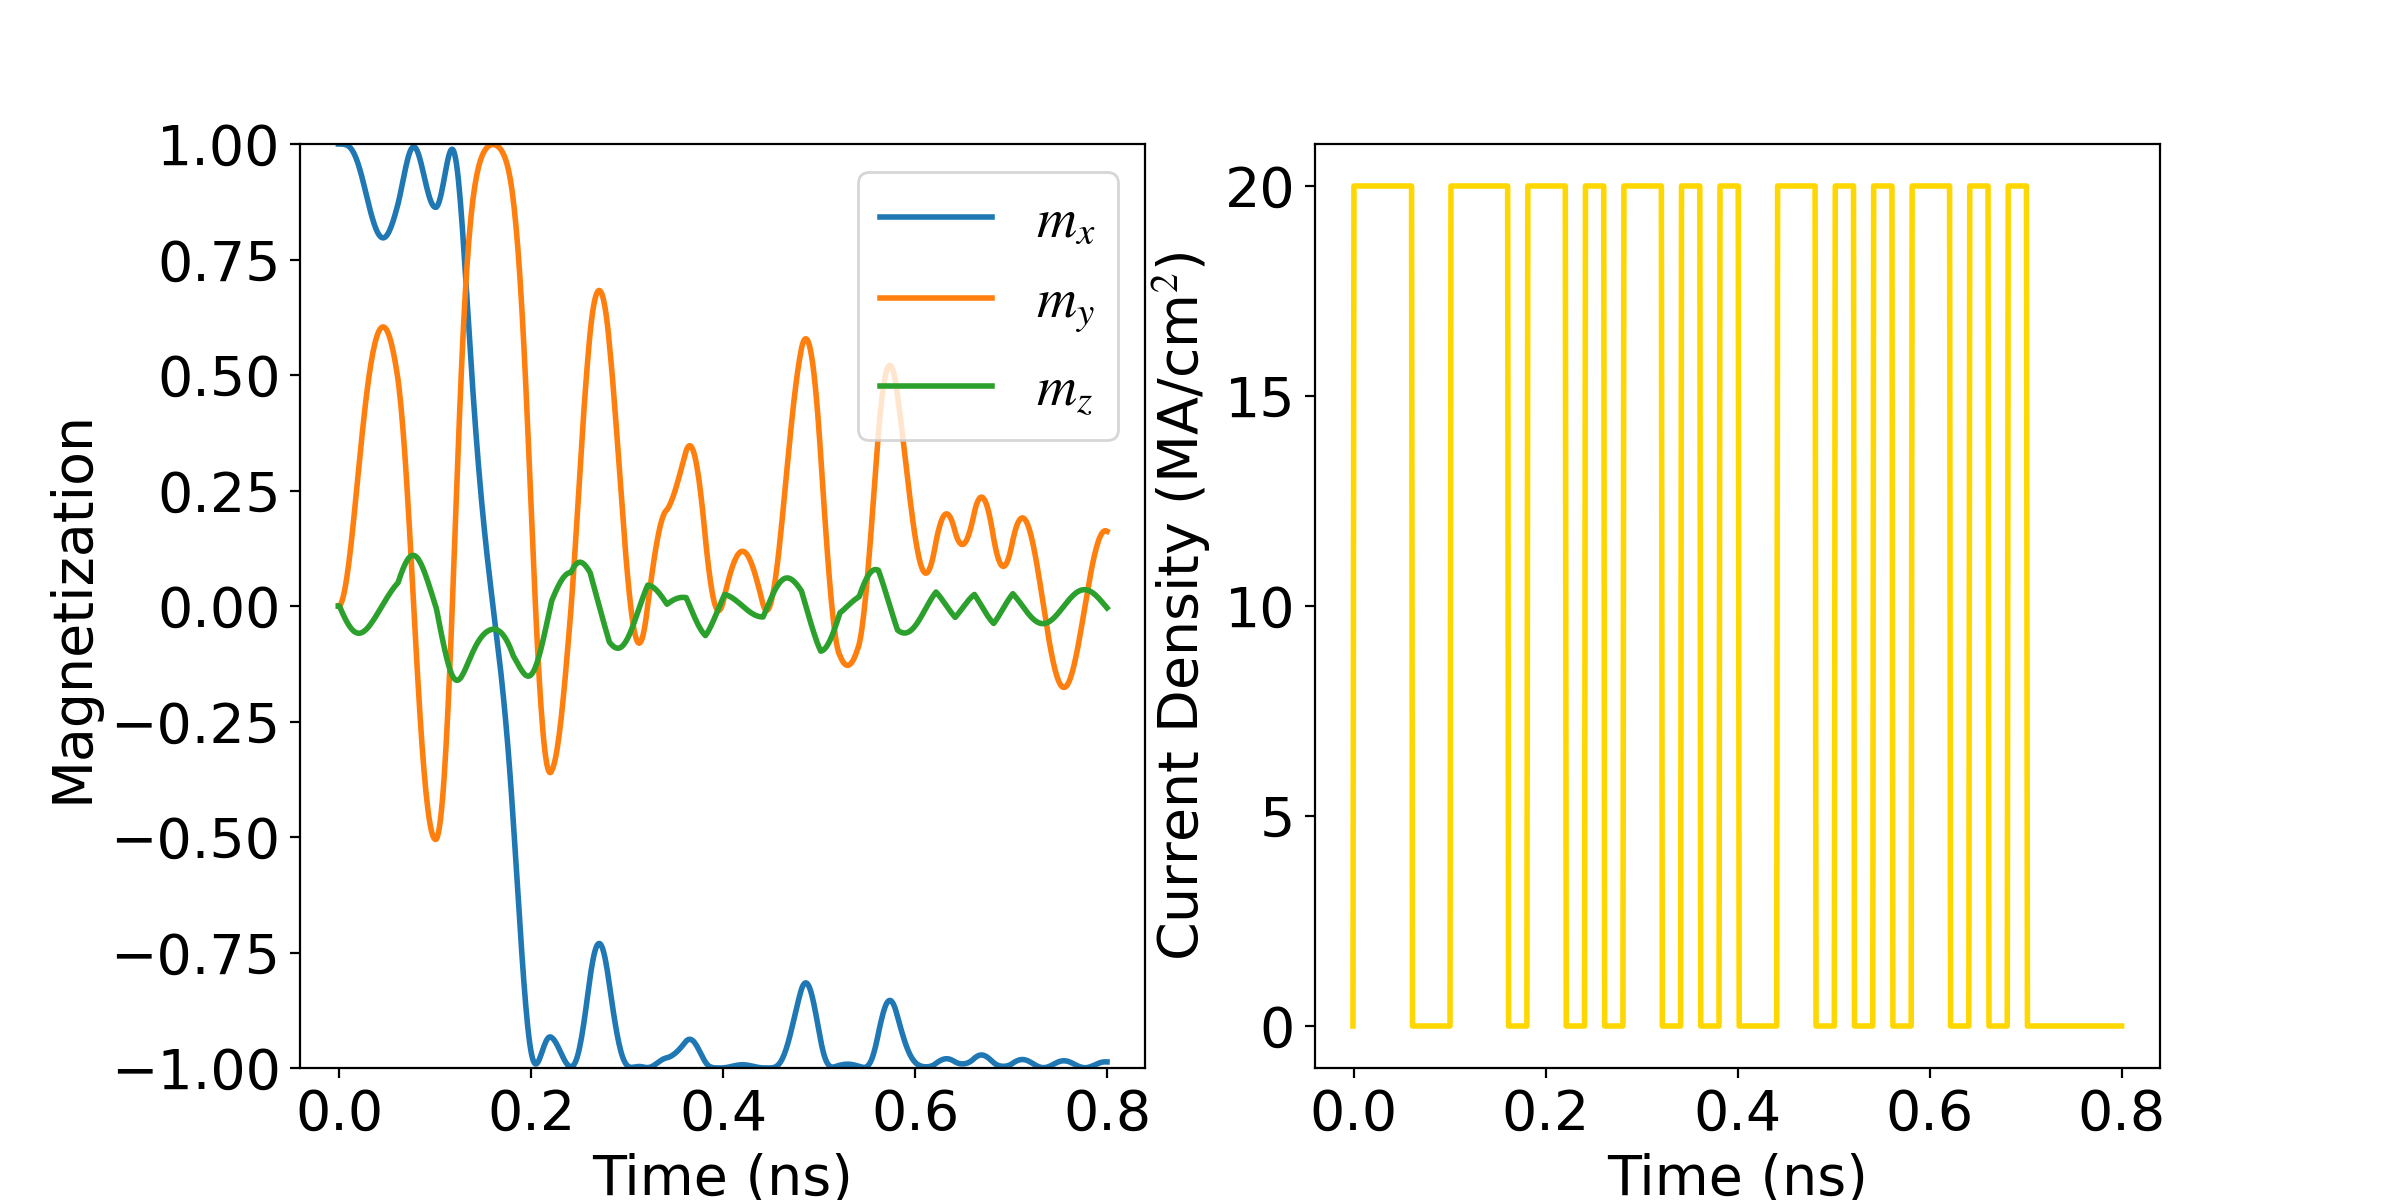 Magnetization
1.00
0.75
0.50
0.25
0.00
−0.25
−0.50
−0.75
−1.00
0.0 0.2 0.4 0.6 0.8
Time (ns)
$m_x$
$m_y$
$m_z$
Current Density (MA/cm$^2$)
20
15
10
5
0
0.0 0.2 0.4 0.6 0.8
Time (ns)